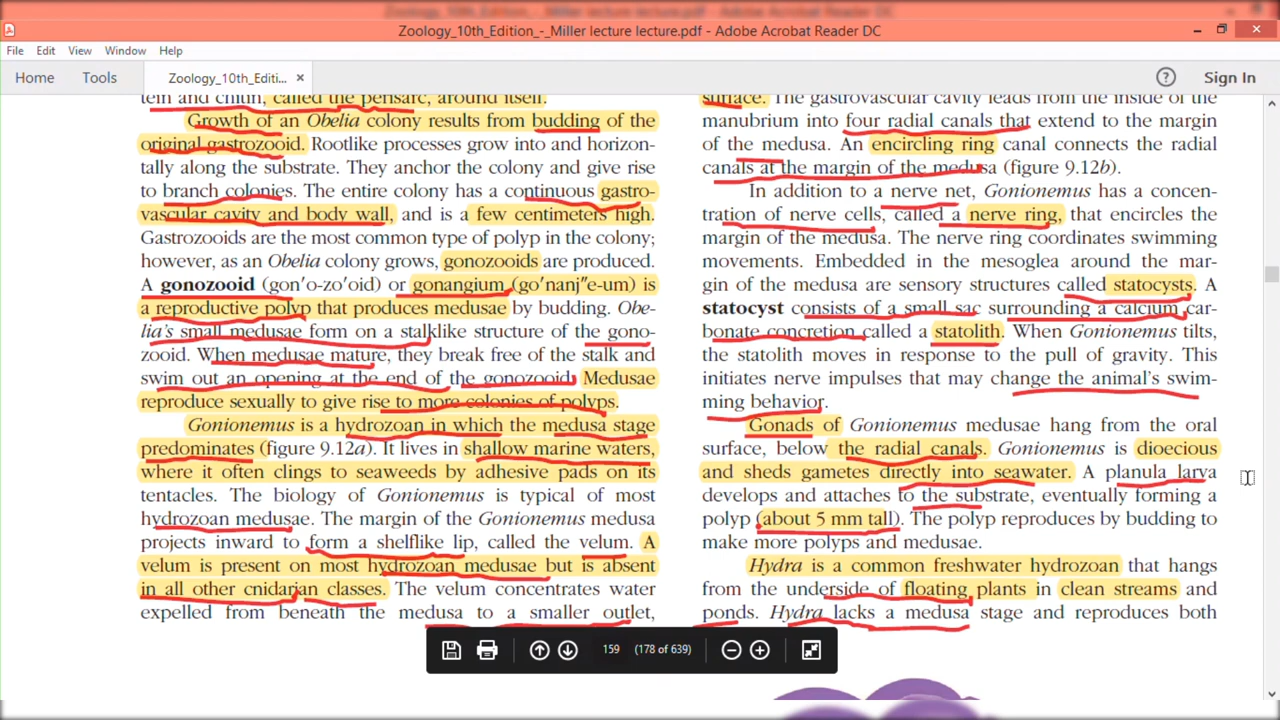 Zoology_10th_Edition_-_Miller lecture lecture.pdf - Adobe Acrobat Reader DC
File Edit View Window Help
Home Tools Zoology_10th_Editi... × ? Sign In
tein and chitin, called the perisarc, around itself.
Growth of an Obelia colony results from budding of the
original gastrozooid. Rootlike processes grow into and horizon-
tally along the substrate. They anchor the colony and give rise
to branch colonies. The entire colony has a continuous gastro-
vascular cavity and body wall, and is a few centimeters high.
Gastrozooids are the most common type of polyp in the colony;
however, as an Obelia colony grows, gonozooids are produced.
A gonozooid (gon′o-zo′oid) or gonangium (go′nanj″e-um) is
a reproductive polyp that produces medusae by budding. Obe-
lia's small medusae form on a stalklike structure of the gono-
zooid. When medusae mature, they break free of the stalk and
swim out an opening at the end of the gonozooid. Medusae
reproduce sexually to give rise to more colonies of polyps.
Gonionemus is a hydrozoan in which the medusa stage
predominates (figure 9.12a). It lives in shallow marine waters,
where it often clings to seaweeds by adhesive pads on its
tentacles. The biology of Gonionemus is typical of most
hydrozoan medusae. The margin of the Gonionemus medusa
projects inward to form a shelflike lip, called the velum. A
velum is present on most hydrozoan medusae but is absent
in all other cnidarian classes. The velum concentrates water
expelled from beneath the medusa to a smaller outlet,
surface. The gastrovascular cavity leads from the inside of the
manubrium into four radial canals that extend to the margin
of the medusa. An encircling ring canal connects the radial
canals at the margin of the medusa (figure 9.12b).
In addition to a nerve net, Gonionemus has a concen-
tration of nerve cells, called a nerve ring, that encircles the
margin of the medusa. The nerve ring coordinates swimming
movements. Embedded in the mesoglea around the mar-
gin of the medusa are sensory structures called statocysts. A
statocyst consists of a small sac surrounding a calcium car-
bonate concretion called a statolith. When Gonionemus tilts,
the statolith moves in response to the pull of gravity. This
initiates nerve impulses that may change the animal's swim-
ming behavior.
Gonads of Gonionemus medusae hang from the oral
surface, below the radial canals. Gonionemus is dioecious
and sheds gametes directly into seawater. A planula larva
develops and attaches to the substrate, eventually forming a
polyp (about 5 mm tall). The polyp reproduces by budding to
make more polyps and medusae.
Hydra is a common freshwater hydrozoan that hangs
from the underside of floating plants in clean streams and
ponds. Hydra lacks a medusa stage and reproduces both
159 (178 of 639)